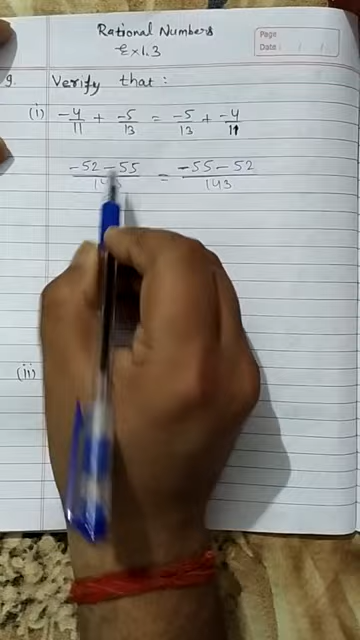 Rational Numbers
Ex 1.3
Page
Date : / /
9. Verify that :
(i) -4/11 + -5/13 = -5/13 + -4/11
-52-55/143 = -55-52/143
(ii)